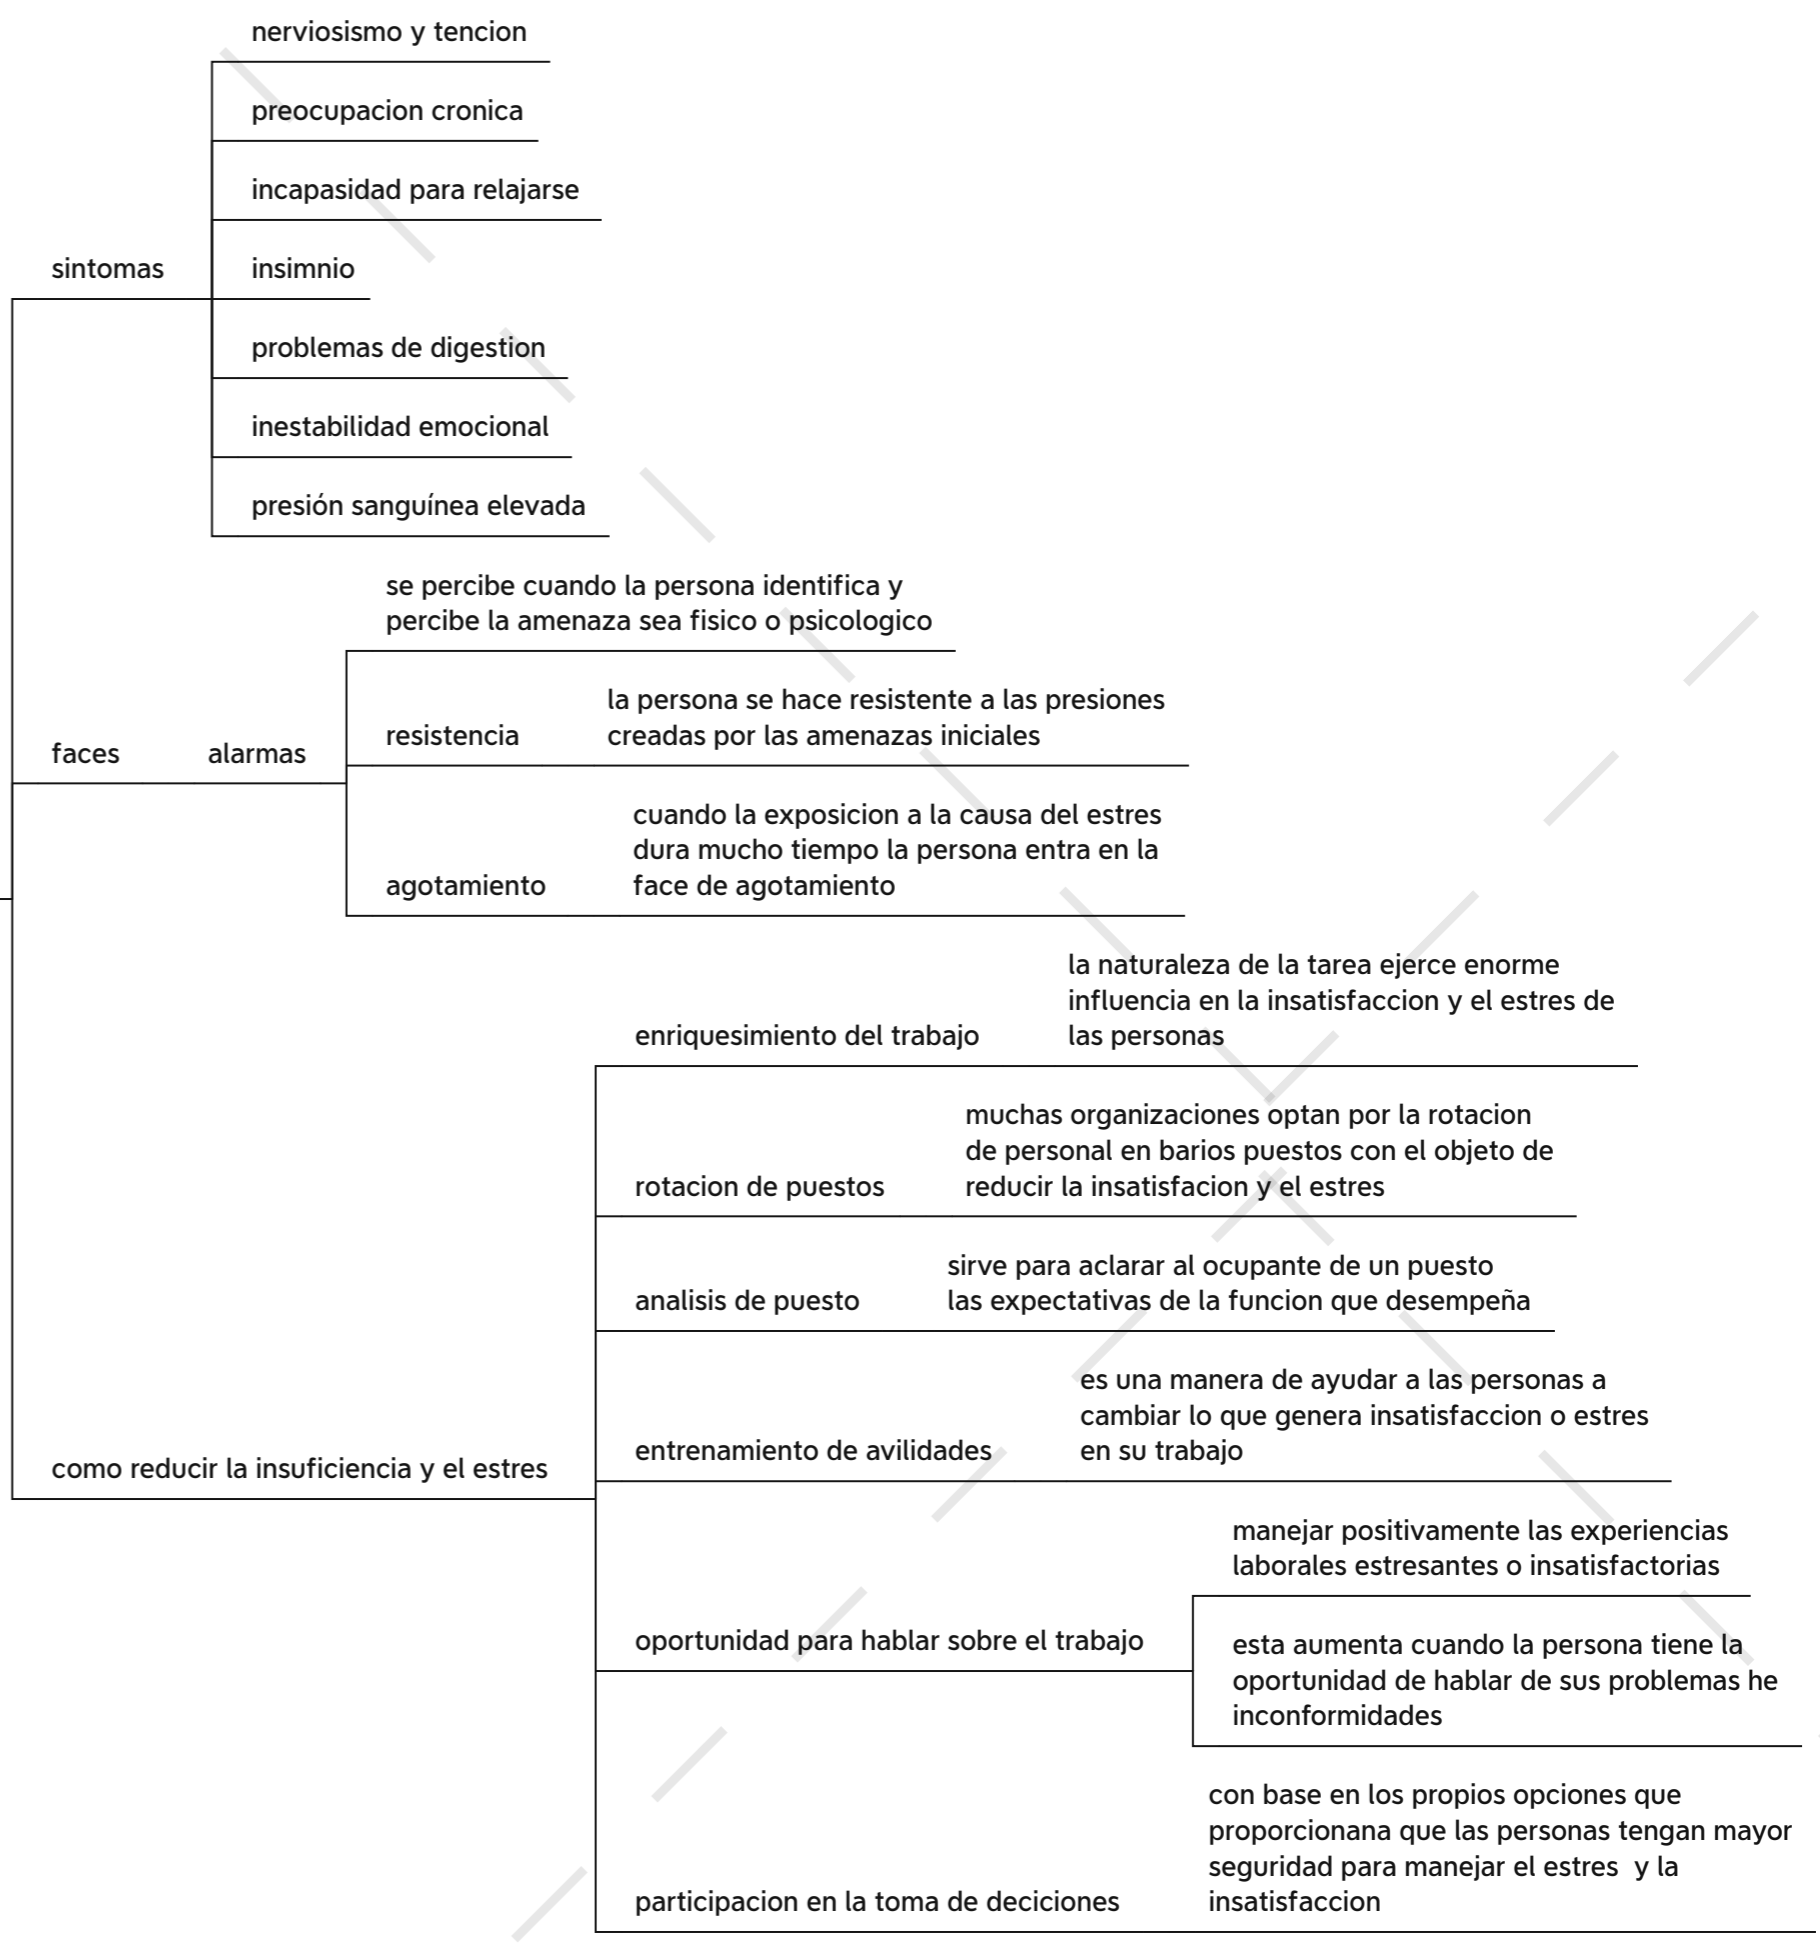 nerviosismo y tencion
preocupacion cronica
incapasidad para relajarse
sintomas
insimnio
problemas de digestion
inestabilidad emocional
presión sanguínea elevada
se percibe cuando la persona identifica y
percibe la amenaza sea fisico o psicologico
faces
alarmas
resistencia
la persona se hace resistente a las presiones
creadas por las amenazas iniciales
agotamiento
cuando la exposicion a la causa del estres
dura mucho tiempo la persona entra en la
face de agotamiento
como reducir la insuficiencia y el estres
enriquesimiento del trabajo
la naturaleza de la tarea ejerce enorme
influencia en la insatisfaccion y el estres de
las personas
rotacion de puestos
muchas organizaciones optan por la rotacion
de personal en barios puestos con el objeto de
reducir la insatisfacion y el estres
analisis de puesto
sirve para aclarar al ocupante de un puesto
las expectativas de la funcion que desempeña
entrenamiento de avilidades
es una manera de ayudar a las personas a
cambiar lo que genera insatisfaccion o estres
en su trabajo
oportunidad para hablar sobre el trabajo
manejar positivamente las experiencias
laborales estresantes o insatisfactorias
esta aumenta cuando la persona tiene la
oportunidad de hablar de sus problemas he
inconformidades
participacion en la toma de deciciones
con base en los propios opciones que
proporcionana que las personas tengan mayor
seguridad para manejar el estres  y la
insatisfaccion